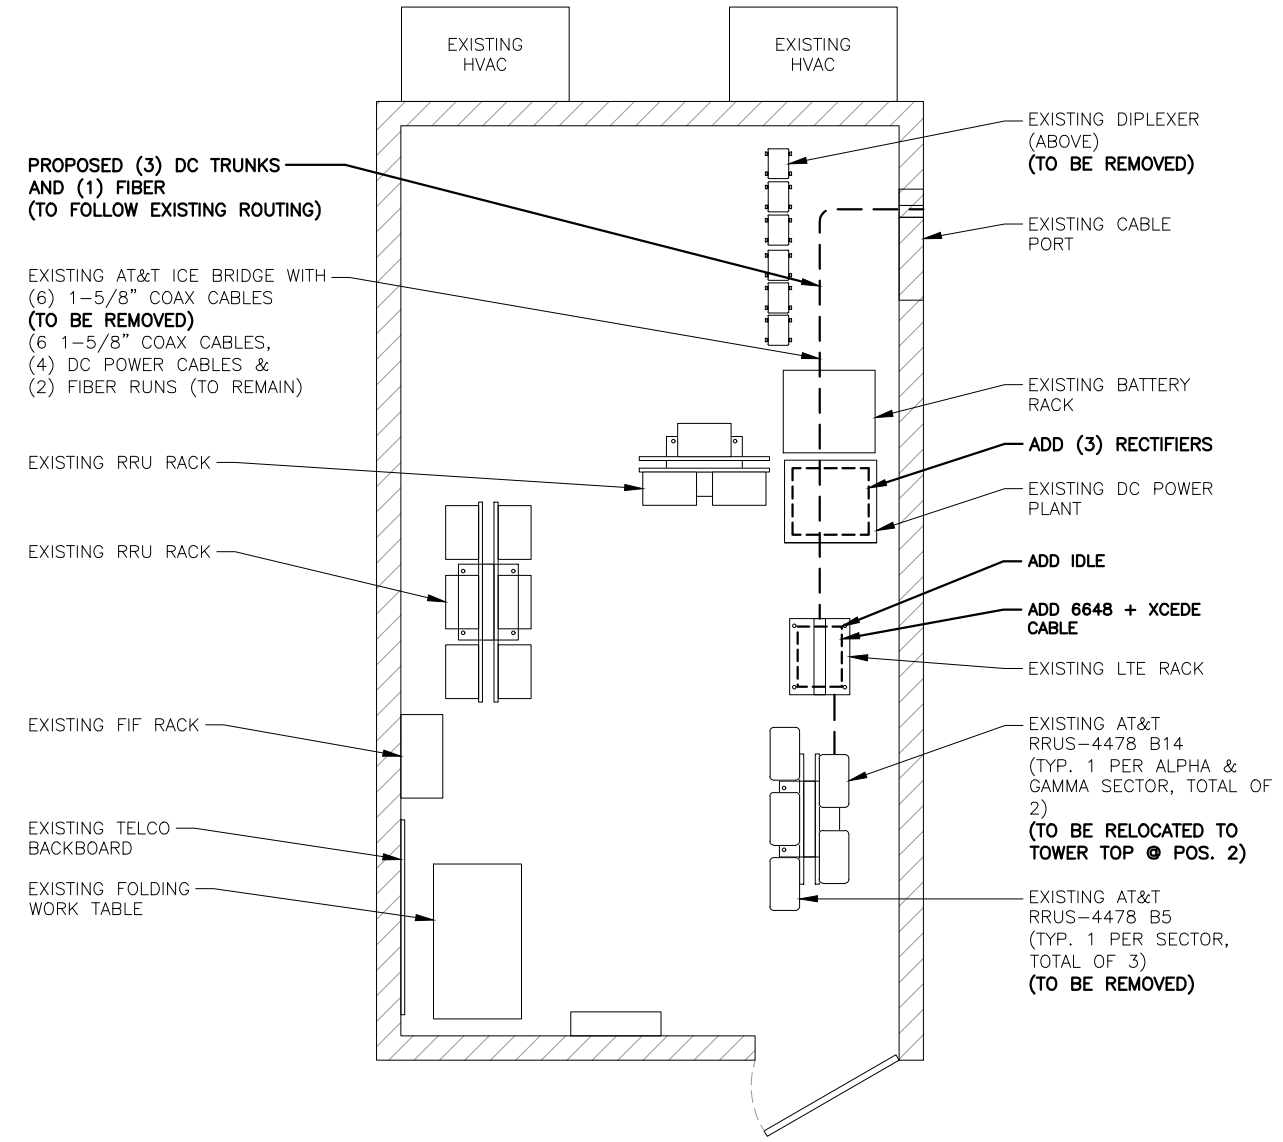 EXISTING
HVAC
EXISTING
HVAC
PROPOSED (3) DC TRUNKS
AND (1) FIBER
(TO FOLLOW EXISTING ROUTING)
EXISTING AT&T ICE BRIDGE WITH
(6) 1-5/8" COAX CABLES
(TO BE REMOVED)
(6 1-5/8" COAX CABLES,
(4) DC POWER CABLES &
(2) FIBER RUNS (TO REMAIN)
EXISTING RRU RACK
EXISTING RRU RACK
EXISTING FIF RACK
EXISTING TELCO
BACKBOARD
EXISTING FOLDING
WORK TABLE
EXISTING DIPLEXER
(ABOVE)
(TO BE REMOVED)
EXISTING CABLE
PORT
EXISTING BATTERY
RACK
ADD (3) RECTIFIERS
EXISTING DC POWER
PLANT
ADD IDLE
ADD 6648 + XCEDE
CABLE
EXISTING LTE RACK
EXISTING AT&T
RRUS-4478 B14
(TYP. 1 PER ALPHA &
GAMMA SECTOR, TOTAL OF
2)
(TO BE RELOCATED TO
TOWER TOP @ POS. 2)
EXISTING AT&T
RRUS-4478 B5
(TYP. 1 PER SECTOR,
TOTAL OF 3)
(TO BE REMOVED)